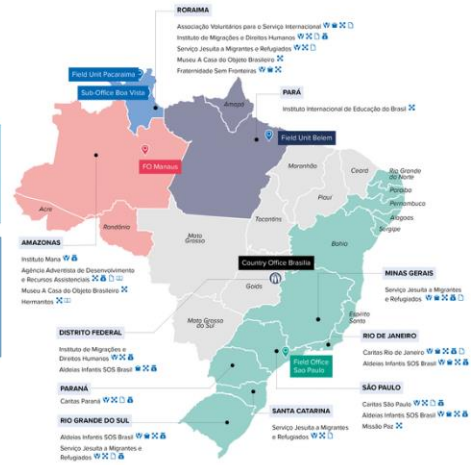 RORAIMA
Associação Voluntários para o Serviço Internacional
Instituto de Migrações e Direitos Humanos
Serviço Jesuíta a Migrantes e Refugiados
Museu A Casa do Objeto Brasileiro
Fraternidade Sem Fronteiras
Field Unit Pacaraima
Sub-Office Boa Vista
PARÁ
Instituto Internacional de Educação do Brasil
Amapá
Field Unit Belem
FO Manaus
Maranhão
Ceará
Rio Grande
do Norte
Paraíba
Piauí
Pernambuco
Alagoas
Sergipe
Acre
Rondônia
Tocantins
Mato
Grosso
Bahia
AMAZONAS
Instituto Mana
Agência Adventista de Desenvolvimento
e Recursos Assistenciais
Museu A Casa do Objeto Brasileiro
Hermanitos
Country Office Brasilia
Goiás
MINAS GERAIS
Serviço Jesuíta a Migrantes
e Refugiados
Mato Grosso
do Sul
Espírito
Santo
DISTRITO FEDERAL
Instituto de Migrações e
Direitos Humanos
Aldeias Infantis SOS Brasil
RIO DE JANEIRO
Caritas Rio de Janeiro
Aldeias Infantis SOS Brasil
Field Office
Sao Paulo
PARANÁ
Caritas Paraná
SÃO PAULO
Caritas São Paulo
Aldeias Infantis SOS Brasil
Missão Paz
SANTA CATARINA
Serviço Jesuíta a Migrantes
e Refugiados
RIO GRANDE DO SUL
Aldeias Infantis SOS Brasil
Serviço Jesuíta a Migrantes e
Refugiados